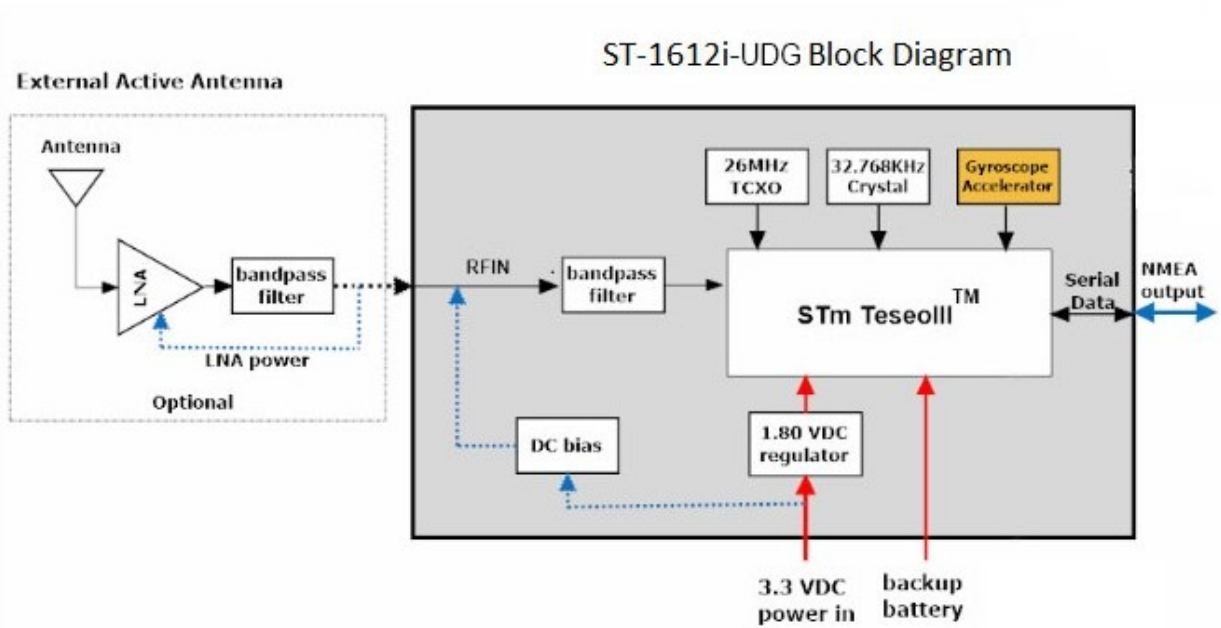 ST-1612i-UDG Block Diagram
External Active Antenna
Antenna
LNA
bandpass
filter
LNA power
Optional
RFIN
bandpass
filter
26MHz
TCXO
32.768KHz
Crystal
Gyroscope
Accelerator
STm TeseoIII™
Serial
Data
NMEA
output
DC bias
1.80 VDC
regulator
3.3 VDC
power in
backup
battery